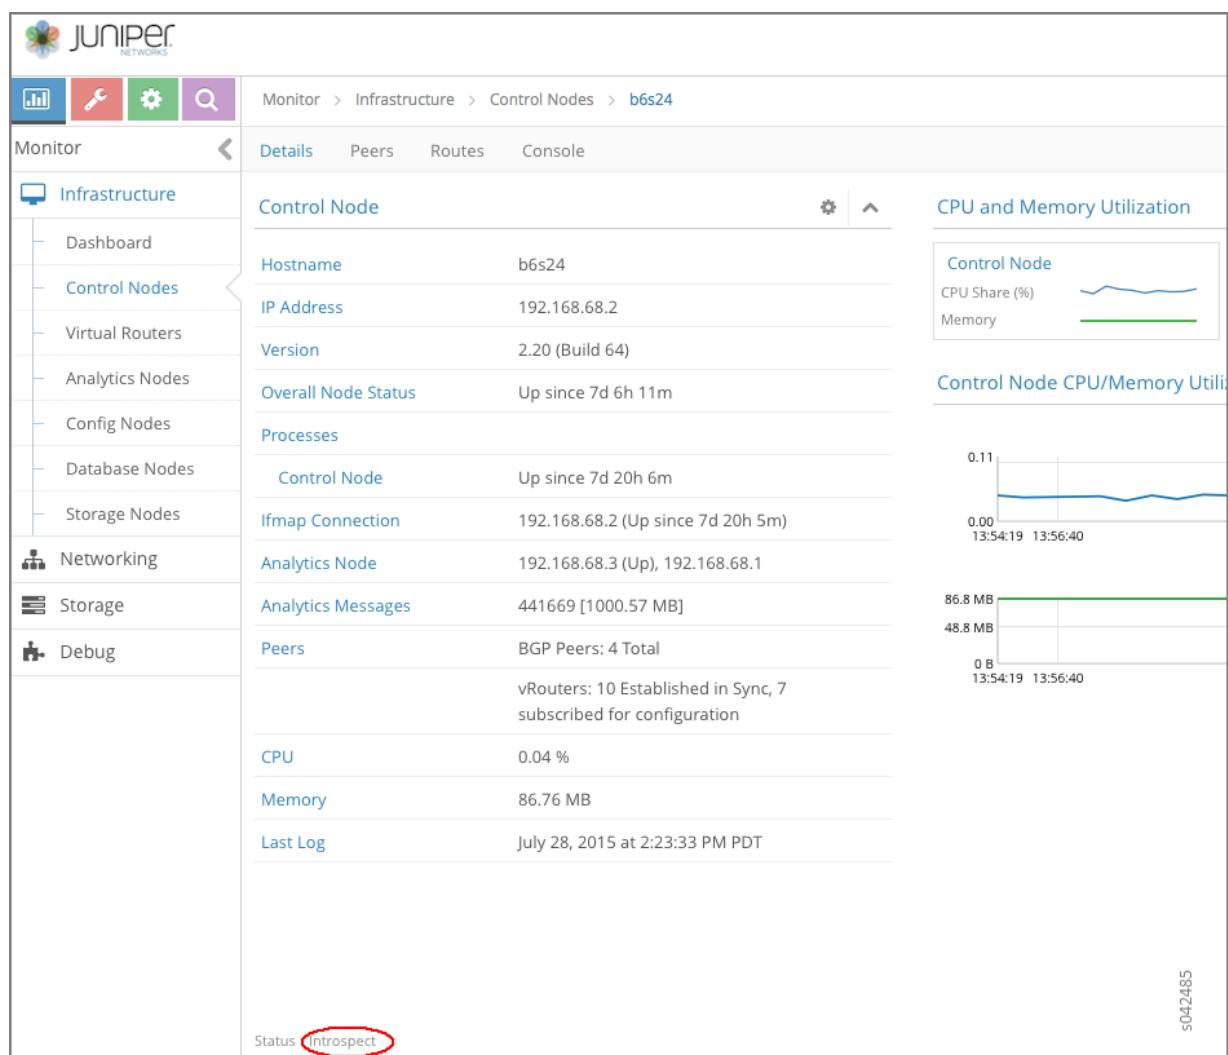 JUNIPER
NETWORKS
Monitor > Infrastructure > Control Nodes > b6s24
Monitor
Details Peers Routes Console
Infrastructure
Dashboard
Control Nodes
Virtual Routers
Analytics Nodes
Config Nodes
Database Nodes
Storage Nodes
Networking
Storage
Debug
Control Node
Hostname b6s24
IP Address 192.168.68.2
Version 2.20 (Build 64)
Overall Node Status Up since 7d 6h 11m
Processes
Control Node Up since 7d 20h 6m
Ifmap Connection 192.168.68.2 (Up since 7d 20h 5m)
Analytics Node 192.168.68.3 (Up), 192.168.68.1
Analytics Messages 441669 [1000.57 MB]
Peers BGP Peers: 4 Total
vRouters: 10 Established in Sync, 7
subscribed for configuration
CPU 0.04 %
Memory 86.76 MB
Last Log July 28, 2015 at 2:23:33 PM PDT
Status Introspect
CPU and Memory Utilization
Control Node
CPU Share (%)
Memory
Control Node CPU/Memory Utili
0.11
0.00
13:54:19 13:56:40
86.8 MB
48.8 MB
0 B
13:54:19 13:56:40
s042485